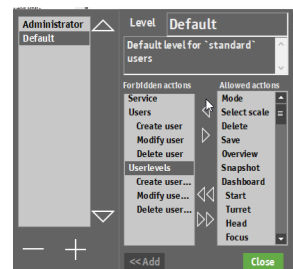 Administrator
Default
Level Default
Default level for `standard`
users
Forbidden actions
Service
Users
Create user
Modify user
Delete user
Userlevels
Create user...
Modify use...
Delete user...
Allowed actions
Mode
Select scale
Delete
Save
Overview
Snapshot
Dashboard
Start
Turret
Head
Focus
<< Add
Close